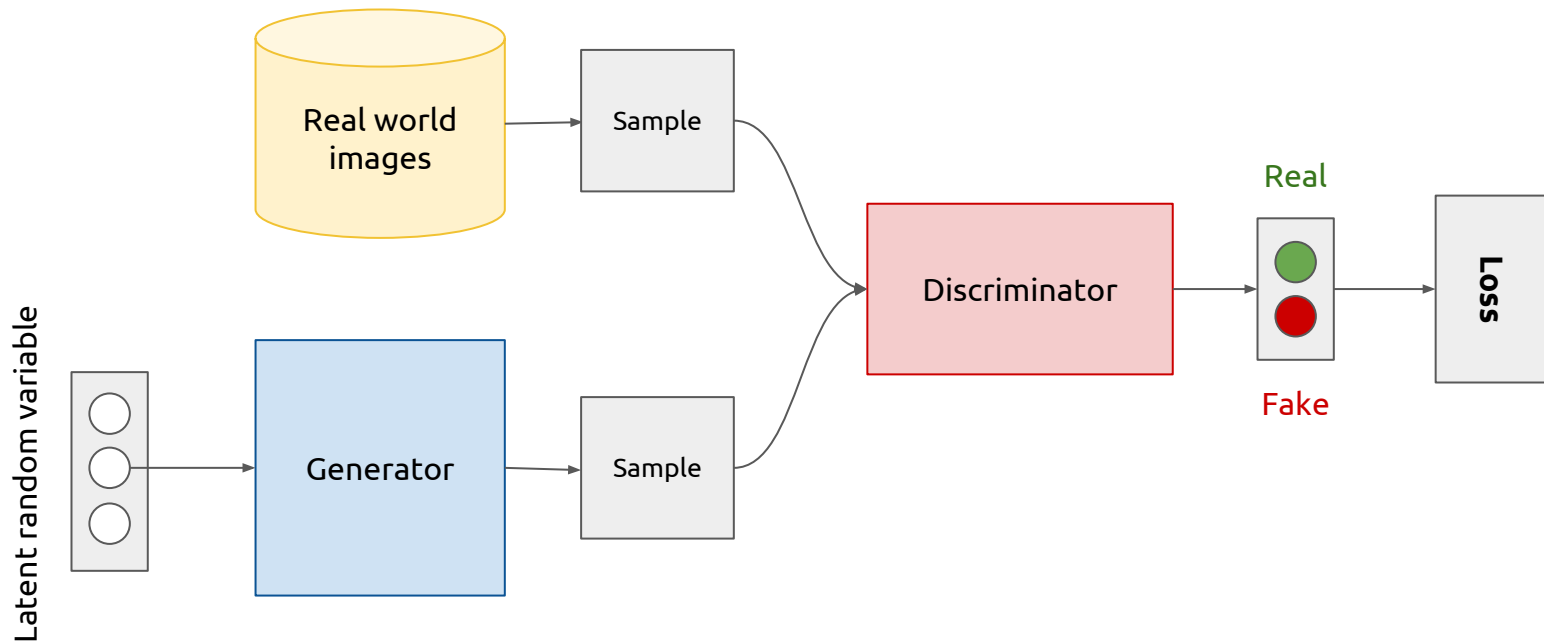 Real world
images
Sample
Real
Discriminator
Loss
Fake
Latent random variable
Generator
Sample